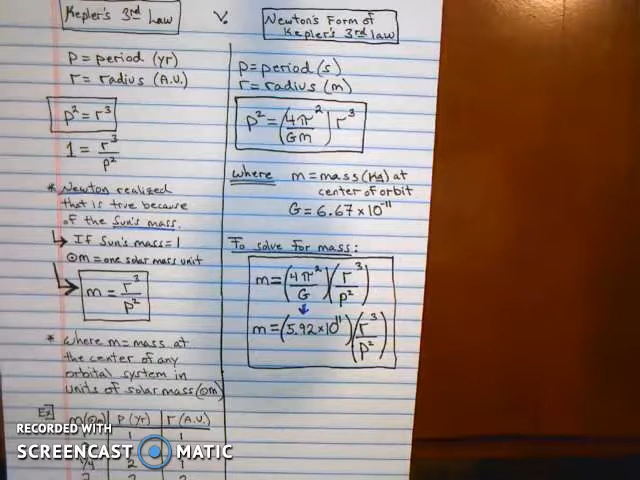 Kepler's 3rd Law
V.
Newton's Form of
Kepler's 3rd law
P = period (yr)
r = radius (A.U.)
P² = r³
1 = r³/P²
* Newton realized
that is true because
of the Sun's mass.
↳ If Sun's mass = 1
⊙m = one solar mass unit
m = r³/P²
* where m = mass at
the center of any
orbital system in
units of solar mass (⊙m)
Ex]
m (⊙m) P (yr) r (A.U.)
1 1
1/4 2 1
P = period (s)
r = radius (m)
P² = (4π²/Gm) r³
where m = mass (kg) at
center of orbit
G = 6.67 x 10⁻¹¹
To solve for mass:
m = (4π²/G)(r³/P²)
m = (5.92 x 10¹¹)(r³/P²)
RECORDED WITH
SCREENCAST MATIC